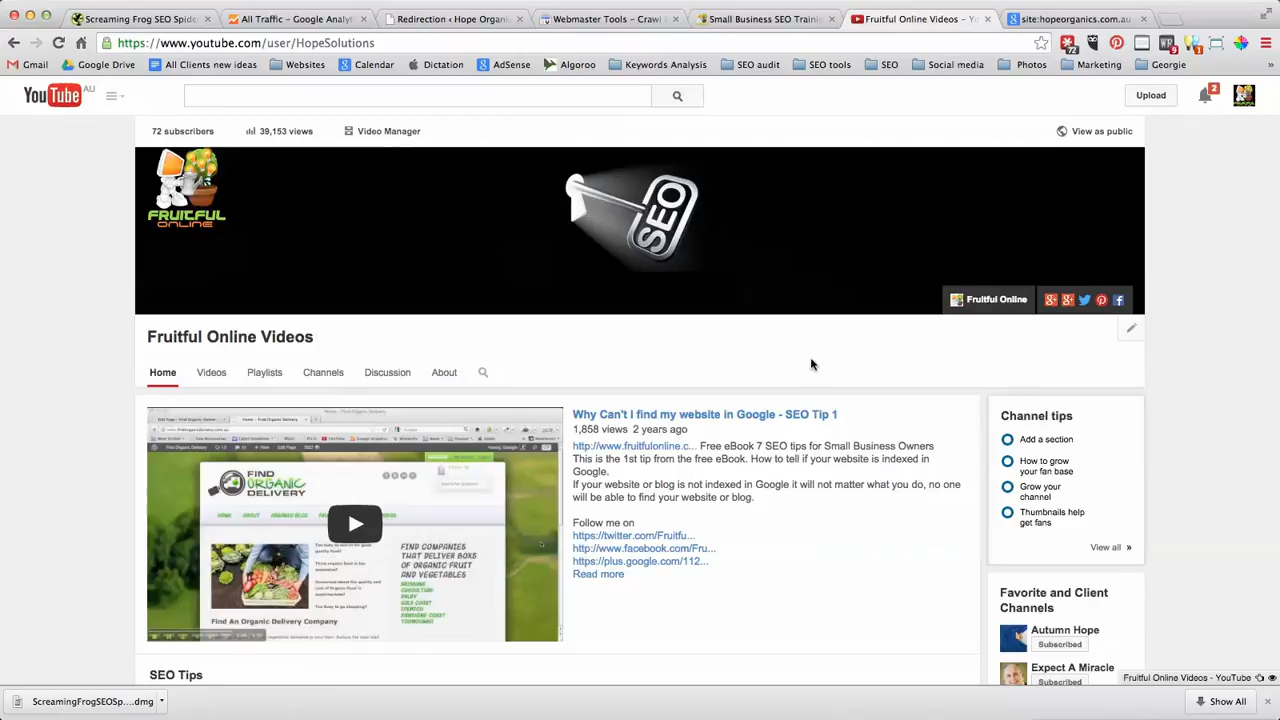 Screaming Frog SEO Spide
All Traffic – Google Analyt
Redirection ‹ Hope Organi
Webmaster Tools – Crawl
Small Business SEO Trainin
Fruitful Online Videos – Yo
site:hopeorganics.com.au
https://www.youtube.com/user/HopeSolutions
72
9
1
Gmail
Google Drive
All Clients new ideas
Websites
Calendar
Dictation
AdSense
Algoroo
Keywords Analysis
SEO audit
SEO tools
SEO
Social media
Photos
Marketing
Georgie
»
YouTube AU
Upload
2
72 subscribers
39,153 views
Video Manager
View as public
FRUITFUL
ONLINE
SEO
Fruitful Online
Fruitful Online Videos
Home
Videos
Playlists
Channels
Discussion
About
FIND
ORGANIC
DELIVERY
FIND COMPANIES
THAT DELIVER BOXS
OF ORGANIC FRUIT
AND VEGETABLES
Find An Organic Delivery Company
Why Can't I find my website in Google - SEO Tip 1
1,858 views 2 years ago
http://www.fruitfulonline.c... Free eBook 7 SEO tips for Small Business Owners
This is the 1st tip from the free eBook. How to tell if your website is indexed in
Google.
If your website or blog is not indexed in Google it will not matter what you do, no one
will be able to find your website or blog.
Follow me on
https://twitter.com/Fruitfu...
http://www.facebook.com/Fru...
https://plus.google.com/112...
Read more
SEO Tips
Channel tips
Add a section
How to grow
your fan base
Grow your
channel
Thumbnails help
get fans
View all »
Favorite and Client
Channels
Autumn Hope
Subscribed
Expect A Miracle
Subscribed
Fruitful Online Videos - YouTube
ScreamingFrogSEOSp....dmg
Show All